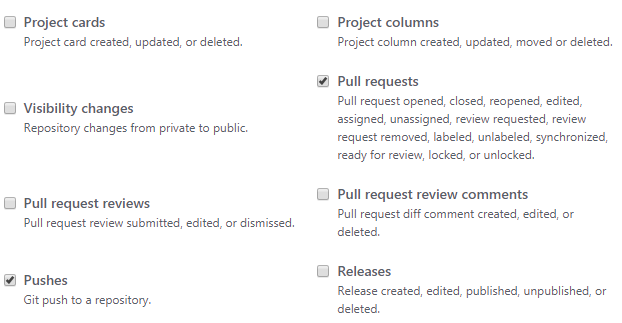 Project cards
Project card created, updated, or deleted.
Project columns
Project column created, updated, moved or deleted.
Visibility changes
Repository changes from private to public.
Pull requests
Pull request opened, closed, reopened, edited,
assigned, unassigned, review requested, review
request removed, labeled, unlabeled, synchronized,
ready for review, locked, or unlocked.
Pull request reviews
Pull request review submitted, edited, or dismissed.
Pull request review comments
Pull request diff comment created, edited, or
deleted.
Pushes
Git push to a repository.
Releases
Release created, edited, published, unpublished, or
deleted.